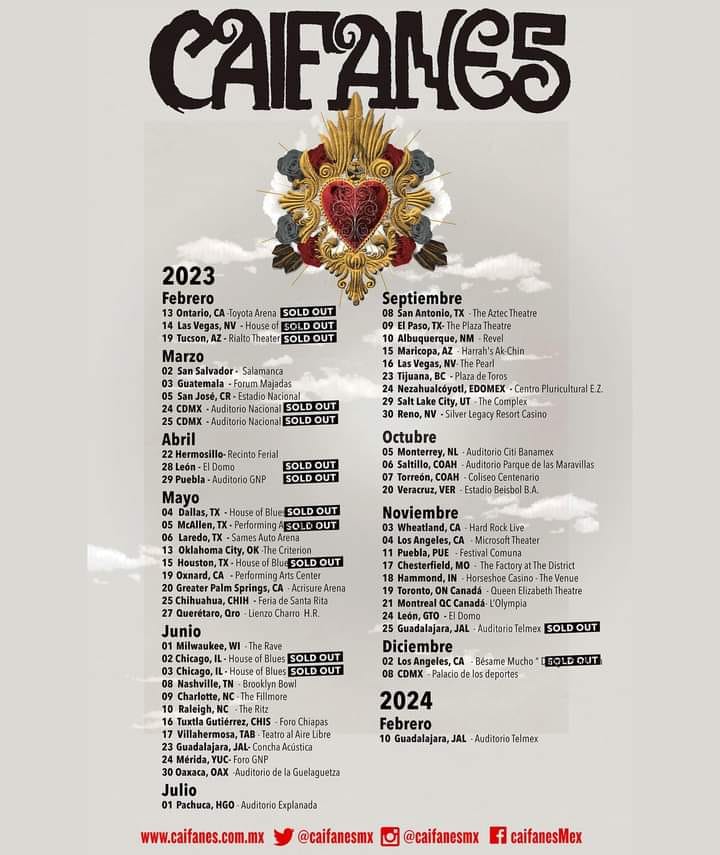 CAIFANES
2023
Febrero
13 Ontario, CA -Toyota Arena SOLD OUT
14 Las Vegas, NV - House of SOLD OUT
19 Tucson, AZ - Rialto Theater SOLD OUT
Marzo
02 San Salvador - Salamanca
03 Guatemala - Forum Majadas
05 San José, CR - Estadio Nacional
24 CDMX - Auditorio Nacional SOLD OUT
25 CDMX - Auditorio Nacional SOLD OUT
Abril
22 Hermosillo- Recinto Ferial
28 León - El Domo SOLD OUT
29 Puebla - Auditorio GNP SOLD OUT
Mayo
04 Dallas, TX - House of Blues SOLD OUT
05 McAllen, TX - Performing A SOLD OUT
06 Laredo, TX - Sames Auto Arena
13 Oklahoma City, OK -The Criterion
15 Houston, TX - House of Blue SOLD OUT
19 Oxnard, CA - Performing Arts Center
20 Greater Palm Springs, CA - Acrisure Arena
25 Chihuahua, CHIH - Feria de Santa Rita
27 Querétaro, Qro - Lienzo Charro H.R.
Junio
01 Milwaukee, WI - The Rave
02 Chicago, IL - House of Blues SOLD OUT
03 Chicago, IL - House of Blues SOLD OUT
08 Nashville, TN - Brooklyn Bowl
09 Charlotte, NC - The Fillmore
10 Raleigh, NC - The Ritz
16 Tuxtla Gutiérrez, CHIS - Foro Chiapas
17 Villahermosa, TAB - Teatro al Aire Libre
23 Guadalajara, JAL- Concha Acústica
24 Mérida, YUC- Foro GNP
30 Oaxaca, OAX -Auditorio de la Guelaguetza
Julio
01 Pachuca, HGO - Auditorio Explanada
Septiembre
08 San Antonio, TX - The Aztec Theatre
09 El Paso, TX- The Plaza Theatre
10 Albuquerque, NM - Revel
15 Maricopa, AZ - Harrah's Ak-Chin
16 Las Vegas, NV- The Pearl
23 Tijuana, BC - Plaza de Toros
24 Nezahualcóyotl, EDOMEX - Centro Pluricultural E.Z.
29 Salt Lake City, UT - The Complex
30 Reno, NV - Silver Legacy Resort Casino
Octubre
05 Monterrey, NL - Auditorio Citi Banamex
06 Saltillo, COAH - Auditorio Parque de las Maravillas
07 Torreón, COAH - Coliseo Centenario
20 Veracruz, VER - Estadio Beisbol B.A.
Noviembre
03 Wheatland, CA - Hard Rock Live
04 Los Angeles, CA - Microsoft Theater
11 Puebla, PUE - Festival Comuna
17 Chesterfield, MO - The Factory at The District
18 Hammond, IN - Horseshoe Casino - The Venue
19 Toronto, ON Canadá - Queen Elizabeth Theatre
21 Montreal QC Canadá- L'Olympia
24 León, GTO - El Domo
25 Guadalajara, JAL - Auditorio Telmex SOLD OUT
Diciembre
02 Los Angeles, CA - Bésame Mucho " SOLD OUT
08 CDMX - Palacio de los deportes
2024
Febrero
10 Guadalajara, JAL - Auditorio Telmex
www.caifanes.com.mx @caifanesmx @caifanesmx caifanesMex